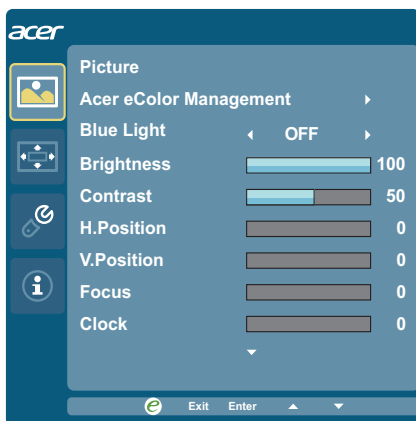 acer
Picture
Acer eColor Management
Blue Light OFF
Brightness 100
Contrast 50
H.Position 0
V.Position 0
Focus 0
Clock 0
e Exit Enter